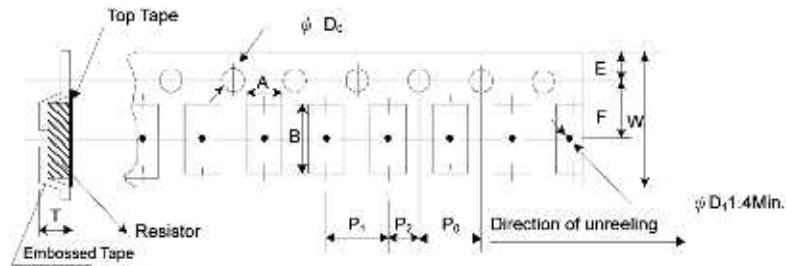 Top Tape
ψ D₀
A
E
B
F
W
T
Resistor
Embossed Tape
P₁
P₂
P₀
Direction of unreeling
ψ D₁1.4Min.